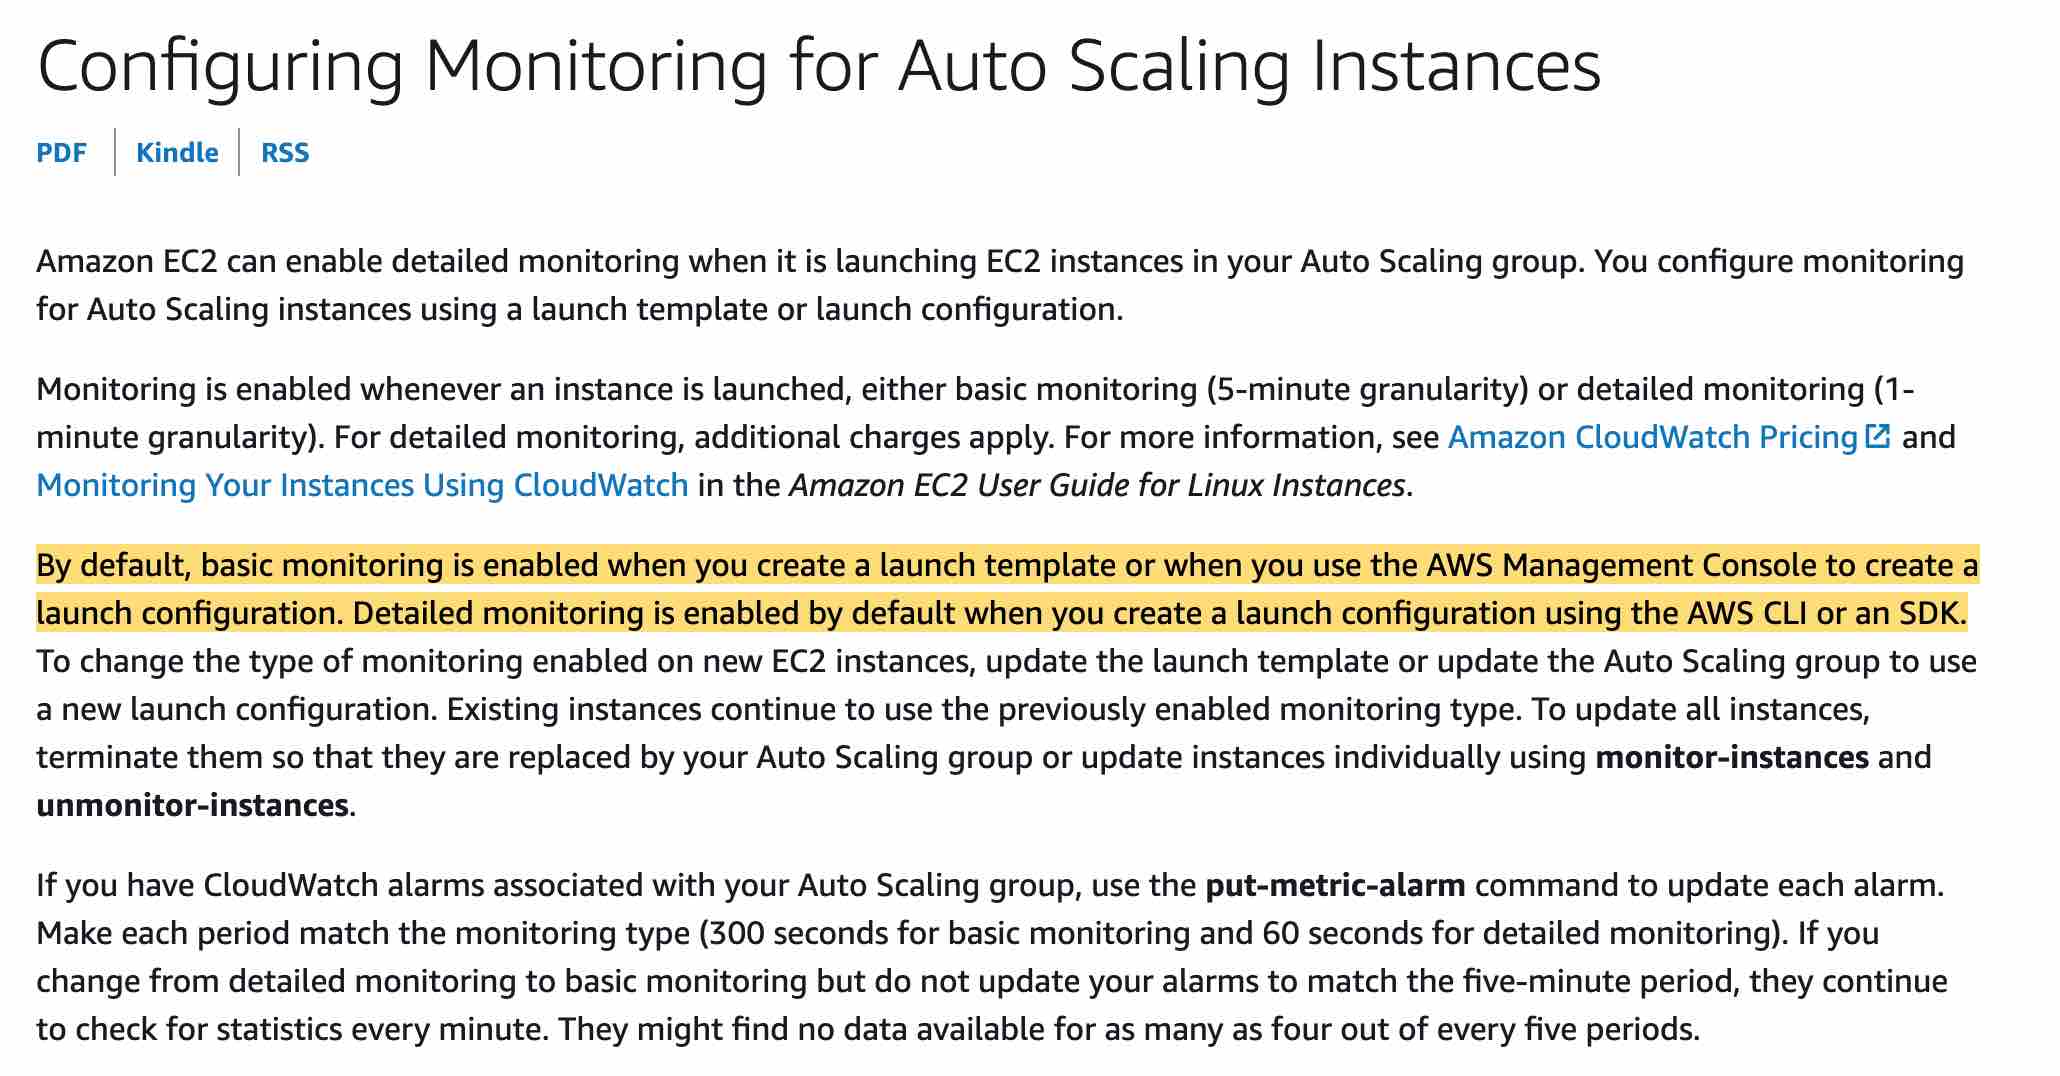 Configuring Monitoring for Auto Scaling Instances
PDF Kindle RSS
Amazon EC2 can enable detailed monitoring when it is launching EC2 instances in your Auto Scaling group. You configure monitoring
for Auto Scaling instances using a launch template or launch configuration.
Monitoring is enabled whenever an instance is launched, either basic monitoring (5-minute granularity) or detailed monitoring (1-
minute granularity). For detailed monitoring, additional charges apply. For more information, see Amazon CloudWatch Pricing and
Monitoring Your Instances Using CloudWatch in the Amazon EC2 User Guide for Linux Instances.
By default, basic monitoring is enabled when you create a launch template or when you use the AWS Management Console to create a
launch configuration. Detailed monitoring is enabled by default when you create a launch configuration using the AWS CLI or an SDK.
To change the type of monitoring enabled on new EC2 instances, update the launch template or update the Auto Scaling group to use
a new launch configuration. Existing instances continue to use the previously enabled monitoring type. To update all instances,
terminate them so that they are replaced by your Auto Scaling group or update instances individually using monitor-instances and
unmonitor-instances.
If you have CloudWatch alarms associated with your Auto Scaling group, use the put-metric-alarm command to update each alarm.
Make each period match the monitoring type (300 seconds for basic monitoring and 60 seconds for detailed monitoring). If you
change from detailed monitoring to basic monitoring but do not update your alarms to match the five-minute period, they continue
to check for statistics every minute. They might find no data available for as many as four out of every five periods.